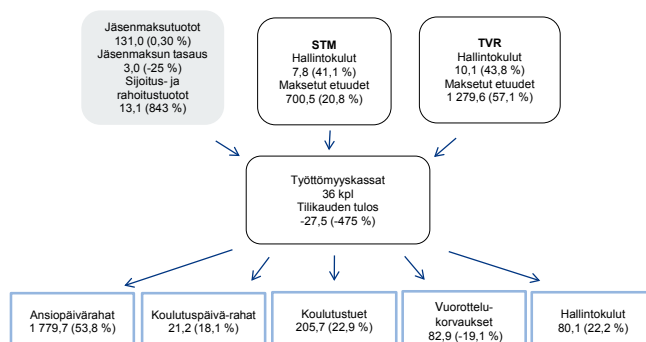 Jäsenmaksutuotot
131,0 (0,30 %)
Jäsenmaksun tasaus
3,0 (-25 %)
Sijoitus- ja
rahoitustuotot
13,1 (843 %)
STM
Hallintokulut
7,8 (41,1 %)
Maksetut etuudet
700,5 (20,8 %)
TVR
Hallintokulut
10,1 (43,8 %)
Maksetut etuudet
1 279,6 (57,1 %)
Työttömyyskassat
36 kpl
Tilikauden tulos
-27,5 (-475 %)
Ansiopäivärahat
1 779,7 (53,8 %)
Koulutuspäivä-rahat
21,2 (18,1 %)
Koulutustuet
205,7 (22,9 %)
Vuorottelu-
korvaukset
82,9 (-19,1 %)
Hallintokulut
80,1 (22,2 %)